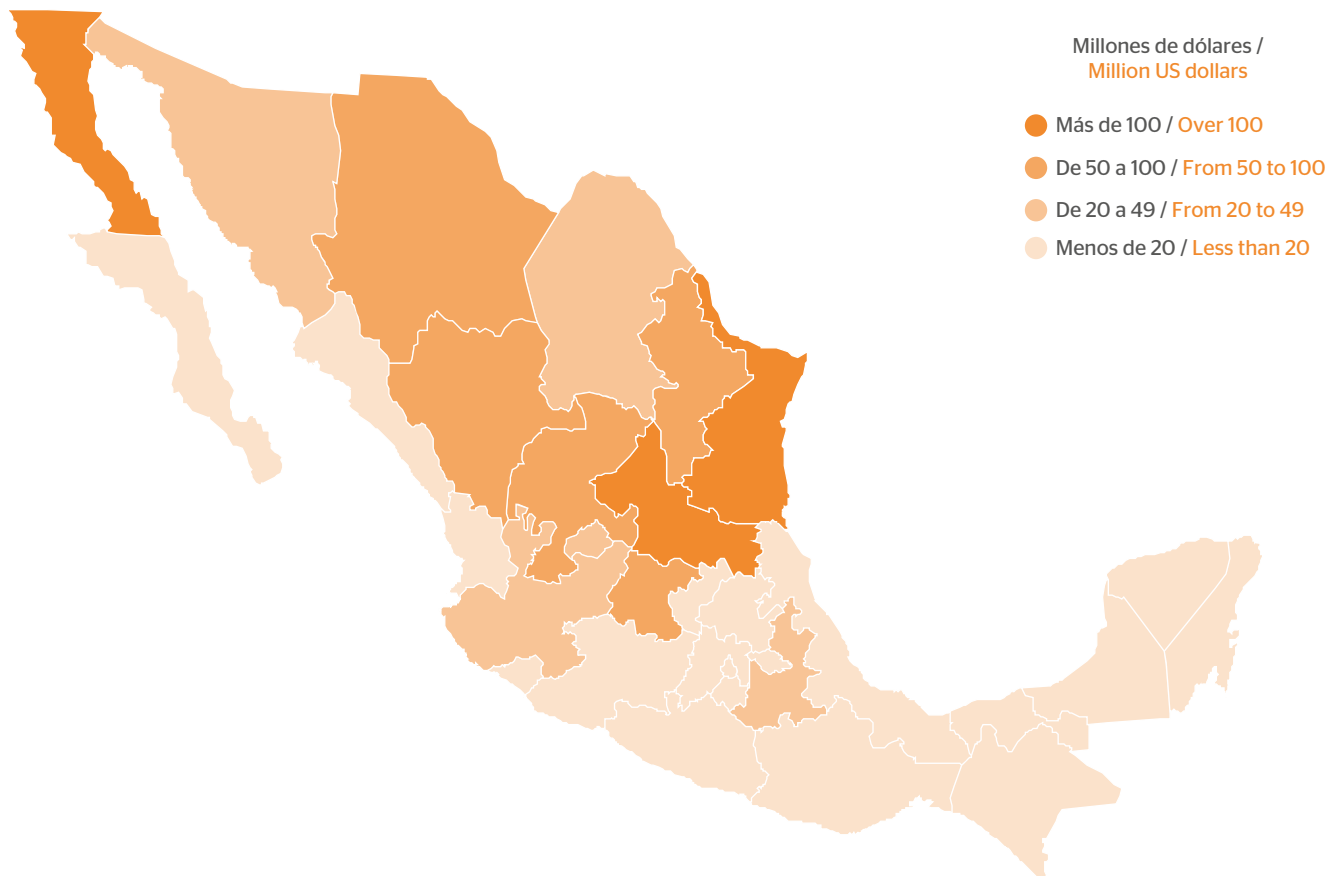 Millones de dólares /
Million US dollars
Más de 100 / Over 100
De 50 a 100 / From 50 to 100
De 20 a 49 / From 20 to 49
Menos de 20 / Less than 20